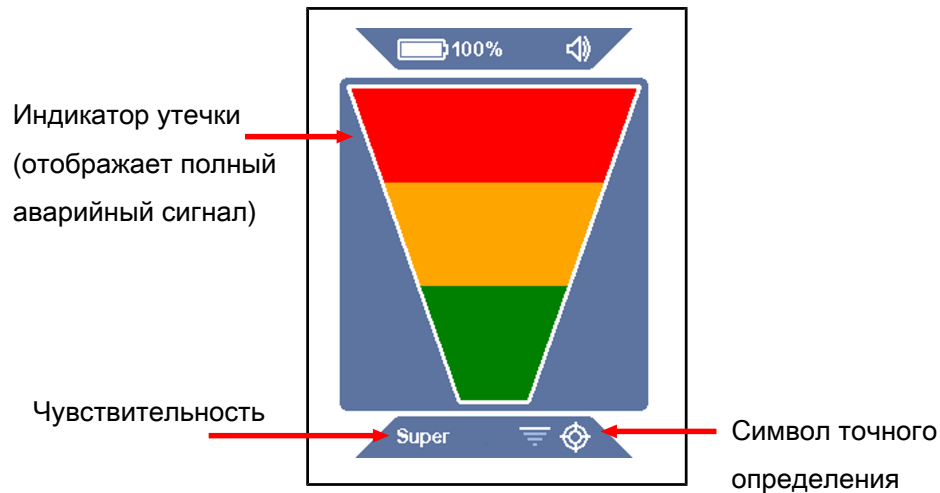 100%
Индикатор утечки
(отображает полный
аварийный сигнал)
Чувствительность
Super
Символ точного
определения